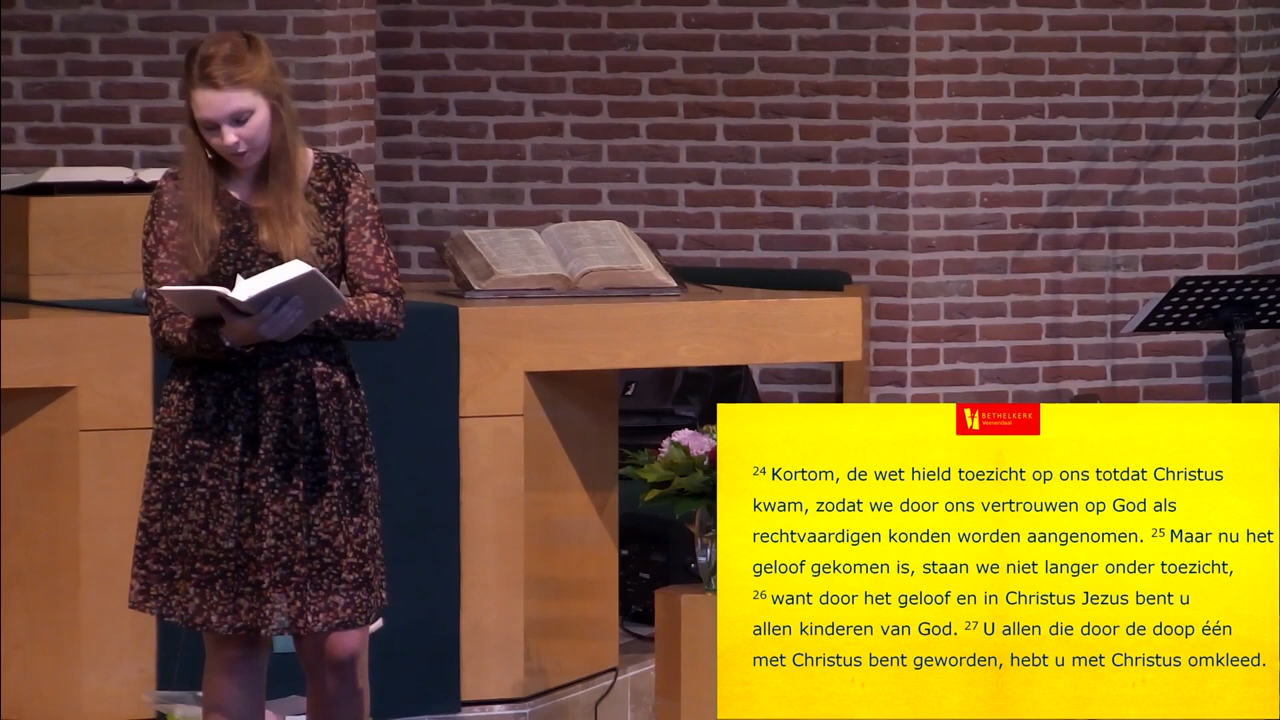 BETHELKERK
Veenendaal
24 Kortom, de wet hield toezicht op ons totdat Christus
kwam, zodat we door ons vertrouwen op God als
rechtvaardigen konden worden aangenomen. 25 Maar nu het
geloof gekomen is, staan we niet langer onder toezicht,
26 want door het geloof en in Christus Jezus bent u
allen kinderen van God. 27 U allen die door de doop één
met Christus bent geworden, hebt u met Christus omkleed.